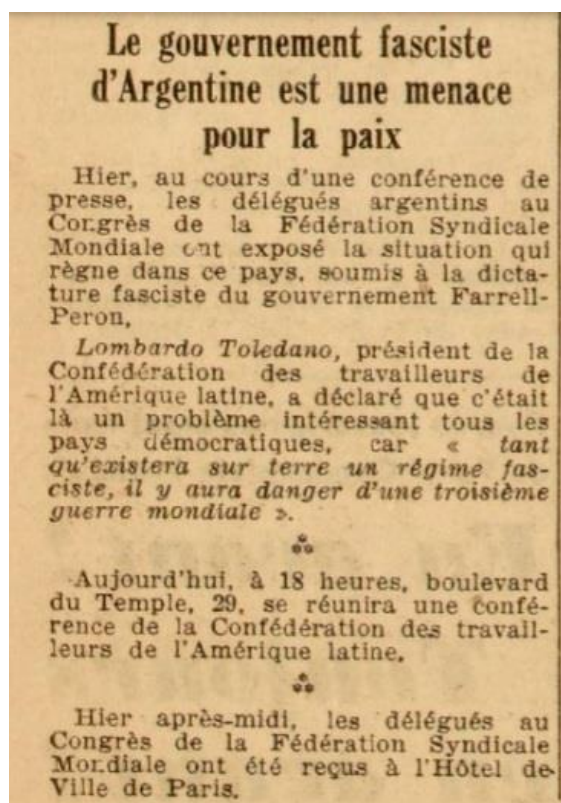 Le gouvernement fasciste
d'Argentine est une menace
pour la paix
Hier, au cours d'une conférence de
presse, les délégués argentins au
Congrès de la Fédération Syndicale
Mondiale ont exposé la situation qui
règne dans ce pays, soumis à la dicta-
ture fasciste du gouvernement Farrell-
Peron.
Lombardo Toledano, président de la
Confédération des travailleurs de
l'Amérique latine, a déclaré que c'était
là un problème intéressant tous les
pays démocratiques, car « tant
qu'existera sur terre un régime fas-
ciste, il y aura danger d'une troisième
guerre mondiale ».
Aujourd'hui, à 18 heures, boulevard
du Temple, 29, se réunira une confé-
rence de la Confédération des travail-
leurs de l'Amérique latine.
Hier après-midi, les délégués au
Congrès de la Fédération Syndicale
Mondiale ont été reçus à l'Hôtel de
Ville de Paris.